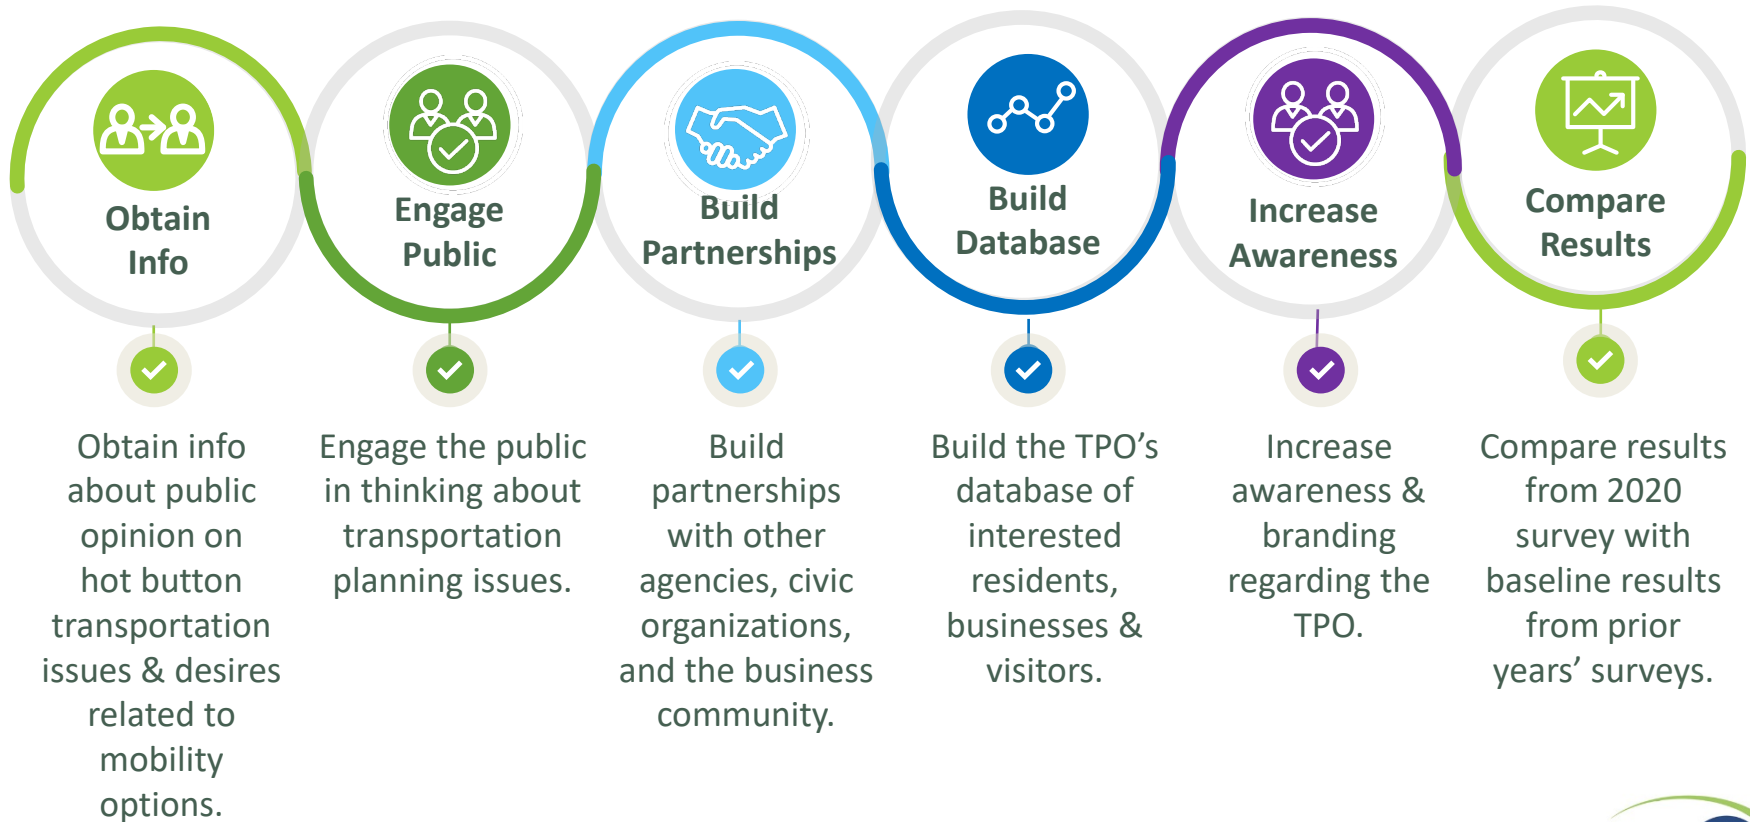 Obtain
Info
Engage
Public
Build
Partnerships
Build
Database
Increase
Awareness
Compare
Results
Obtain info
about public
opinion on
hot button
transportation
issues & desires
related to
mobility
options.
Engage the public
in thinking about
transportation
planning issues.
Build
partnerships
with other
agencies, civic
organizations,
and the business
community.
Build the TPO’s
database of
interested
residents,
businesses &
visitors.
Increase
awareness &
branding
regarding the
TPO.
Compare results
from 2020
survey with
baseline results
from prior
years’ surveys.